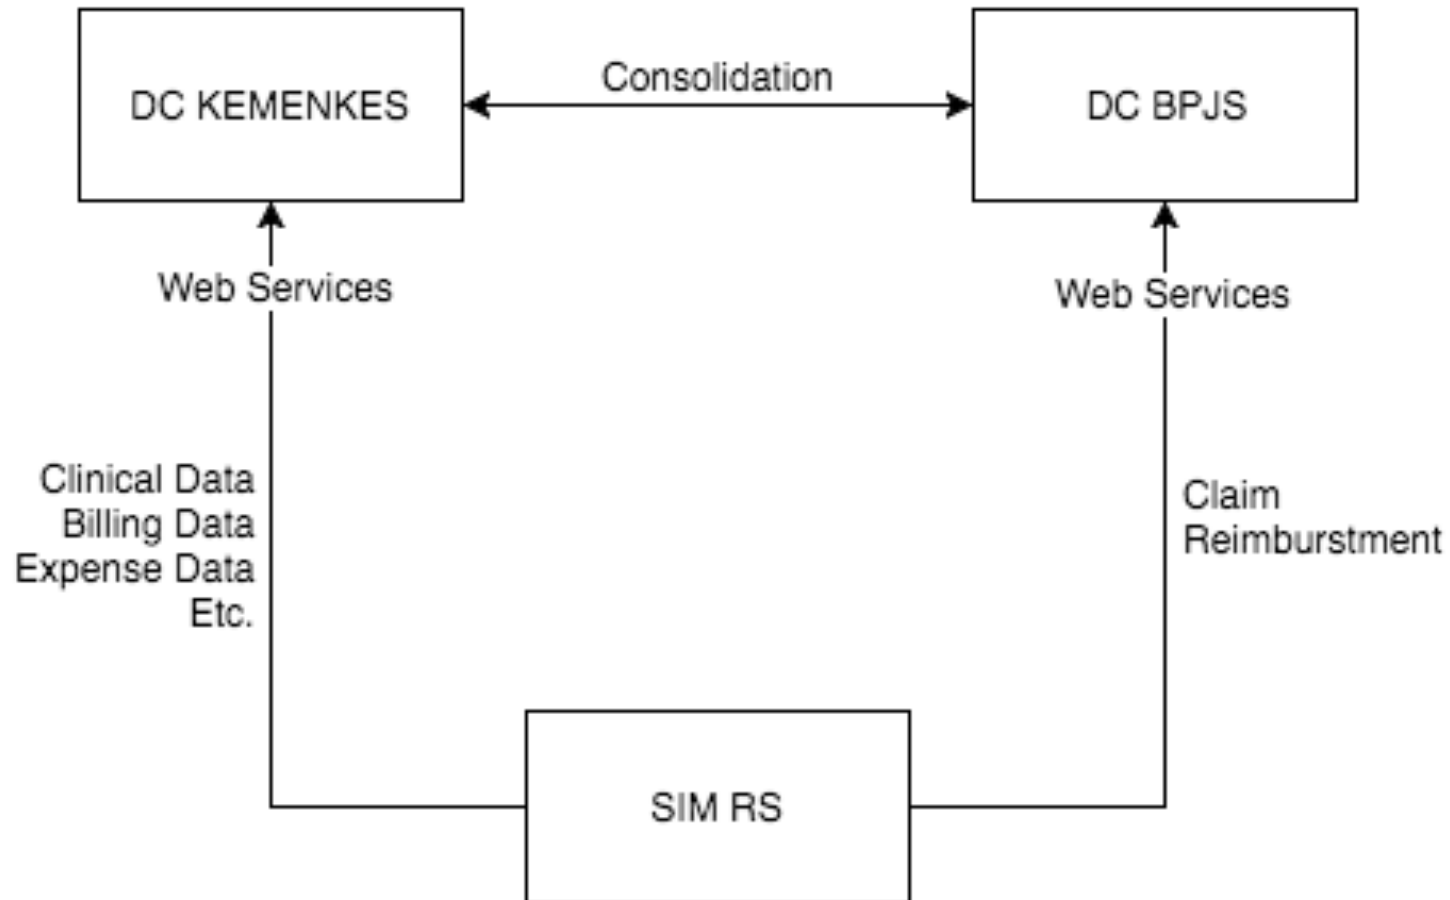 DC KEMENKES
Consolidation
DC BPJS
Web Services
Web Services
Clinical Data
Billing Data
Expense Data
Etc.
Claim
Reimburstment
SIM RS